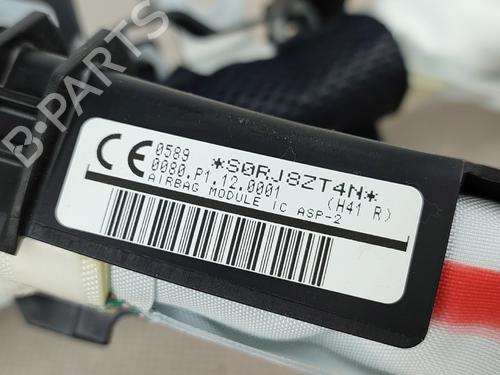 B-PARTS
CE 0589 *S0RJ8ZT4N*
0080.P1.12.0001 (H41 R)
AIRBAG MODULE IC ASP-2